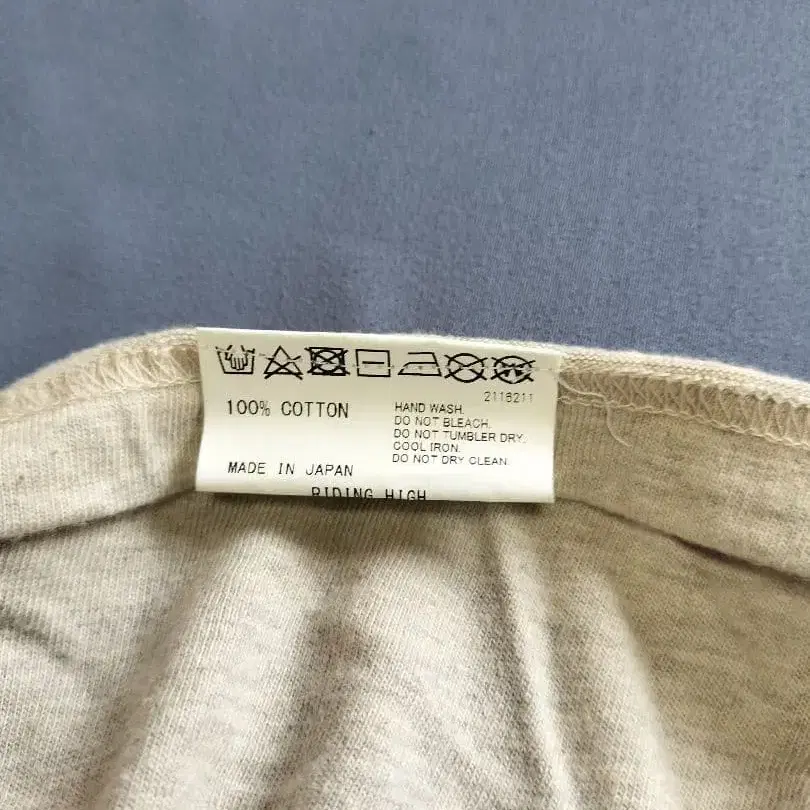 2116211
100% COTTON
HAND WASH.
DO NOT BLEACH.
DO NOT TUMBLER DRY.
COOL IRON.
DO NOT DRY CLEAN.
MADE IN JAPAN
RIDING HIGH